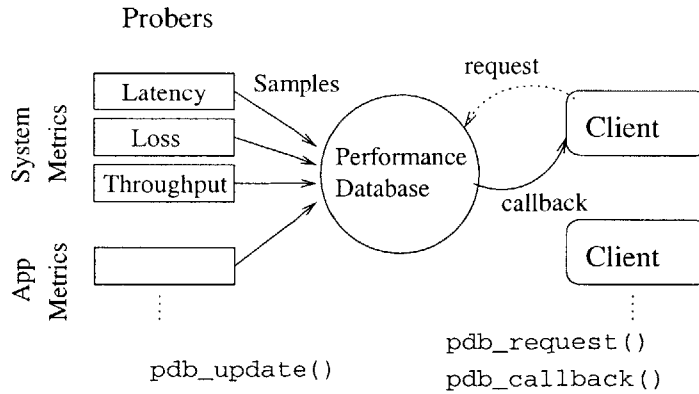 Probers
Samples
request
System
Metrics
Latency
Loss
Throughput
Performance
Database
Client
callback
App
Metrics
Client
pdb_update()
pdb_request()
pdb_callback()